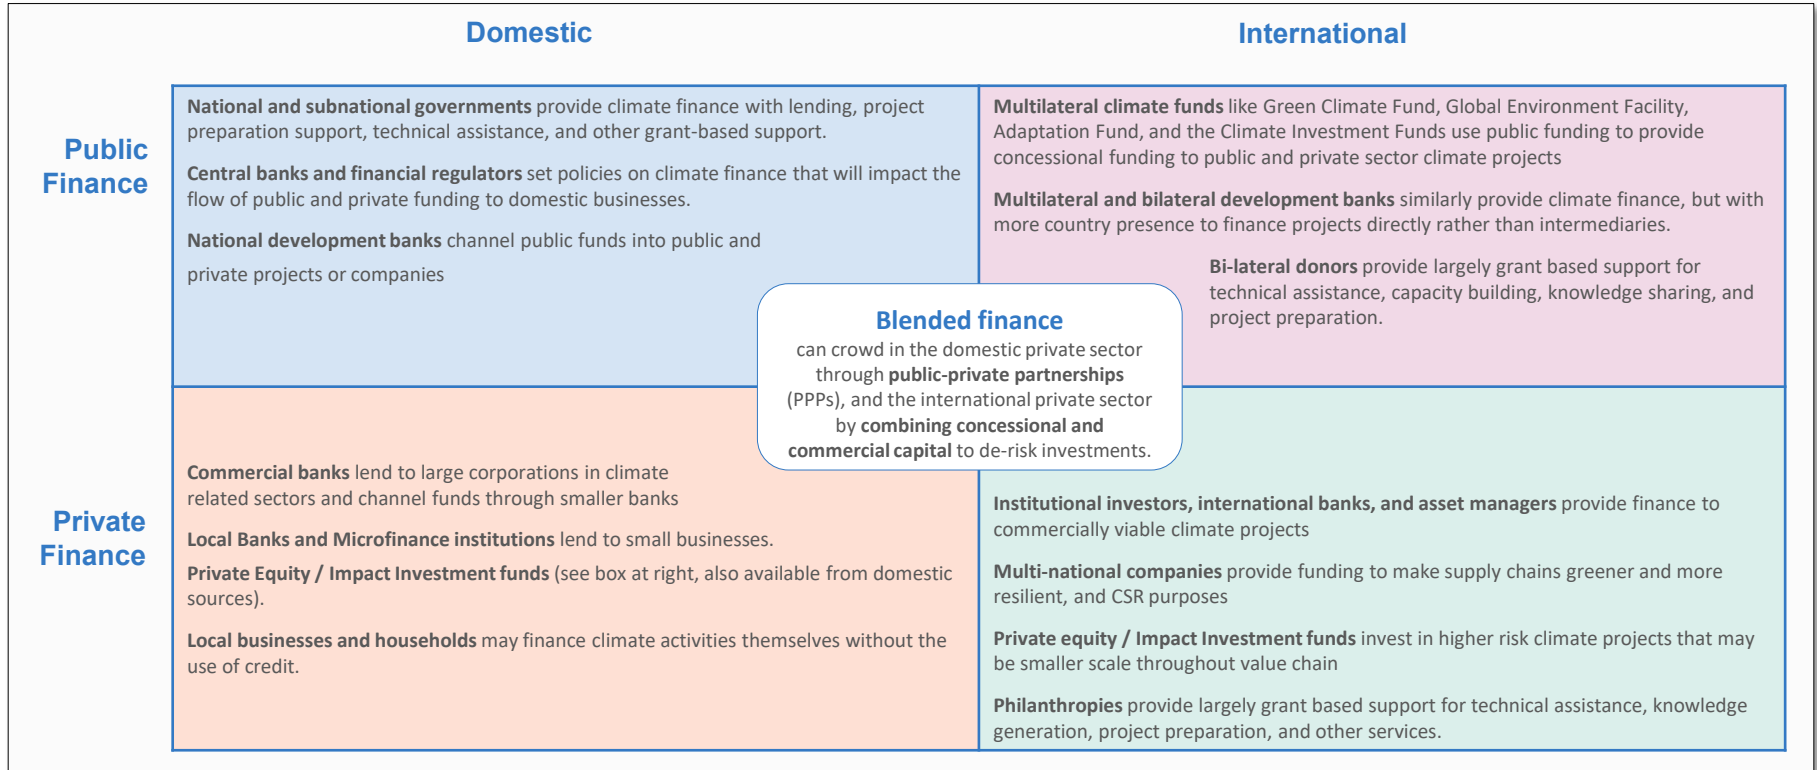 Domestic
International
Public
Finance
National and subnational governments provide climate finance with lending, project
preparation support, technical assistance, and other grant-based support.
Central banks and financial regulators set policies on climate finance that will impact the
flow of public and private funding to domestic businesses.
National development banks channel public funds into public and
private projects or companies
Multilateral climate funds like Green Climate Fund, Global Environment Facility,
Adaptation Fund, and the Climate Investment Funds use public funding to provide
concessional funding to public and private sector climate projects
Multilateral and bilateral development banks similarly provide climate finance, but with
more country presence to finance projects directly rather than intermediaries.
Bi-lateral donors provide largely grant based support for
technical assistance, capacity building, knowledge sharing, and
project preparation.
Blended finance
can crowd in the domestic private sector
through public-private partnerships
(PPPs), and the international private sector
by combining concessional and
commercial capital to de-risk investments.
Private
Finance
Commercial banks lend to large corporations in climate
related sectors and channel funds through smaller banks
Local Banks and Microfinance institutions lend to small businesses.
Private Equity / Impact Investment funds (see box at right, also available from domestic
sources).
Local businesses and households may finance climate activities themselves without the
use of credit.
Institutional investors, international banks, and asset managers provide finance to
commercially viable climate projects
Multi-national companies provide funding to make supply chains greener and more
resilient, and CSR purposes
Private equity / Impact Investment funds invest in higher risk climate projects that may
be smaller scale throughout value chain
Philanthropies provide largely grant based support for technical assistance, knowledge
generation, project preparation, and other services.